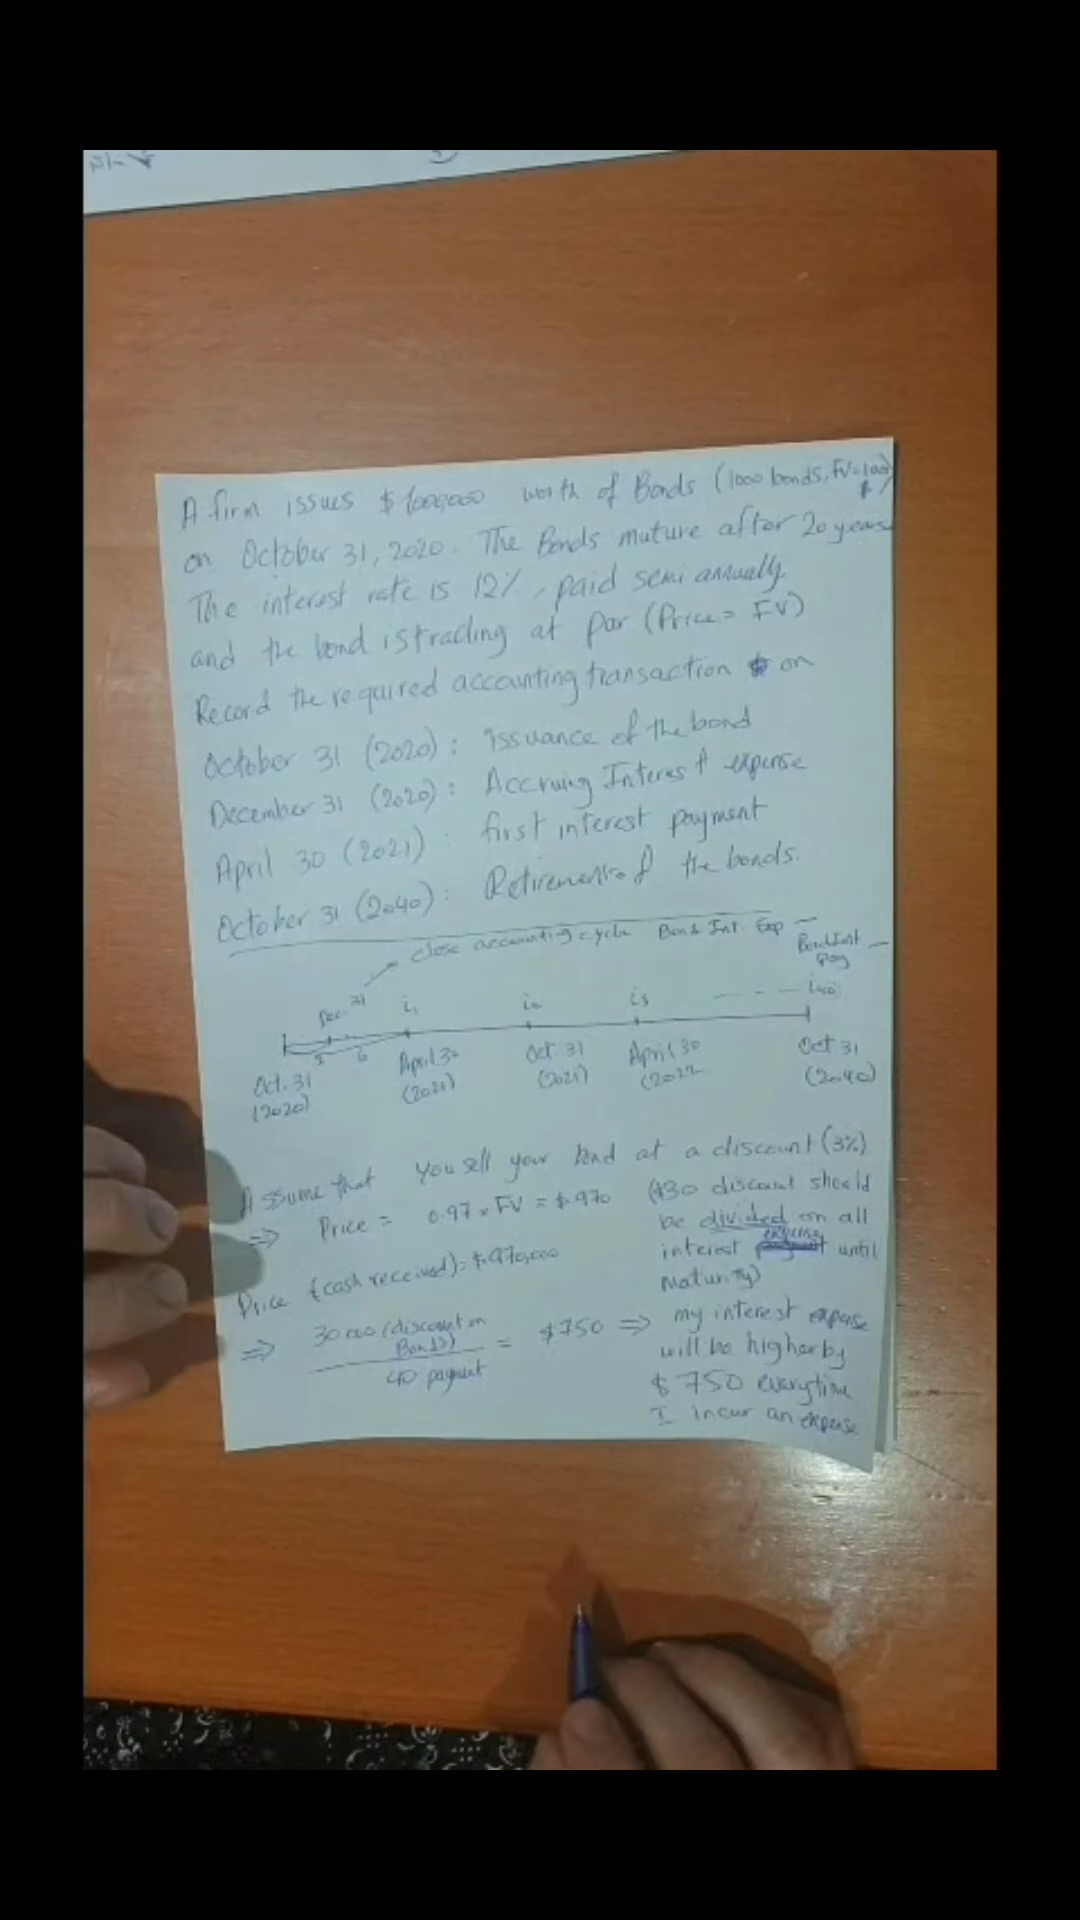 A firm issues $ 1000,000 worth of Bonds (1000 bonds, FV=
on October 31, 2020. The Bonds mature after 20 years
The interest rate is 12%, paid semi annually
and the bond is trading at par (Price = FV)
Record the required accounting transaction on
October 31 (2020): issuance of the bond
December 31 (2020): Accruing Interest expense
April 30 (2021) : first interest payment
October 31 (2040): Retirement of the bonds.
close accounting cycle Bond Int. Exp —
Bond Int —
Pay
Dec. 31 i1 i2 i3 - - - i40
2 6
Oct. 31 April 30 Oct 31 April 30 Oct 31
(2020) (2021) (2021) (2022 (2040)
Assume that you sell your bond at a discount (3%)
⇒ Price = 0.97 x FV = $ 970 ($30 discount should
be divided on all
interest expense until
maturity)
Price (cash received) = $970,000
⇒ 30 000 (discount on Bonds) / 40 payment = $750 ⇒ my interest expense
will be higher by
$ 750 everytime
I incur an expense